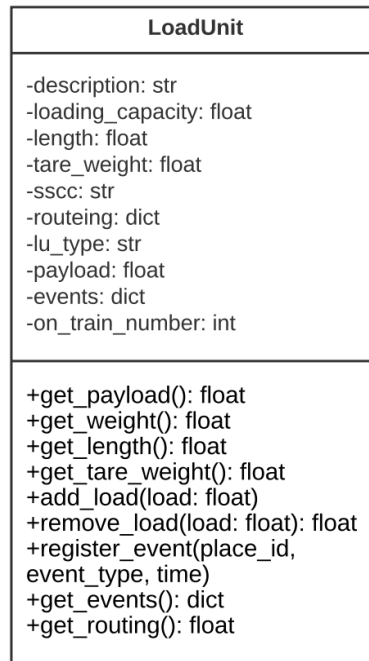 LoadUnit
-description: str
-loading_capacity: float
-length: float
-tare_weight: float
-sscc: str
-routeing: dict
-lu_type: str
-payload: float
-events: dict
-on_train_number: int
+get_payload(): float
+get_weight(): float
+get_length(): float
+get_tare_weight(): float
+add_load(load: float)
+remove_load(load: float): float
+register_event(place_id,
event_type, time)
+get_events(): dict
+get_routing(): float